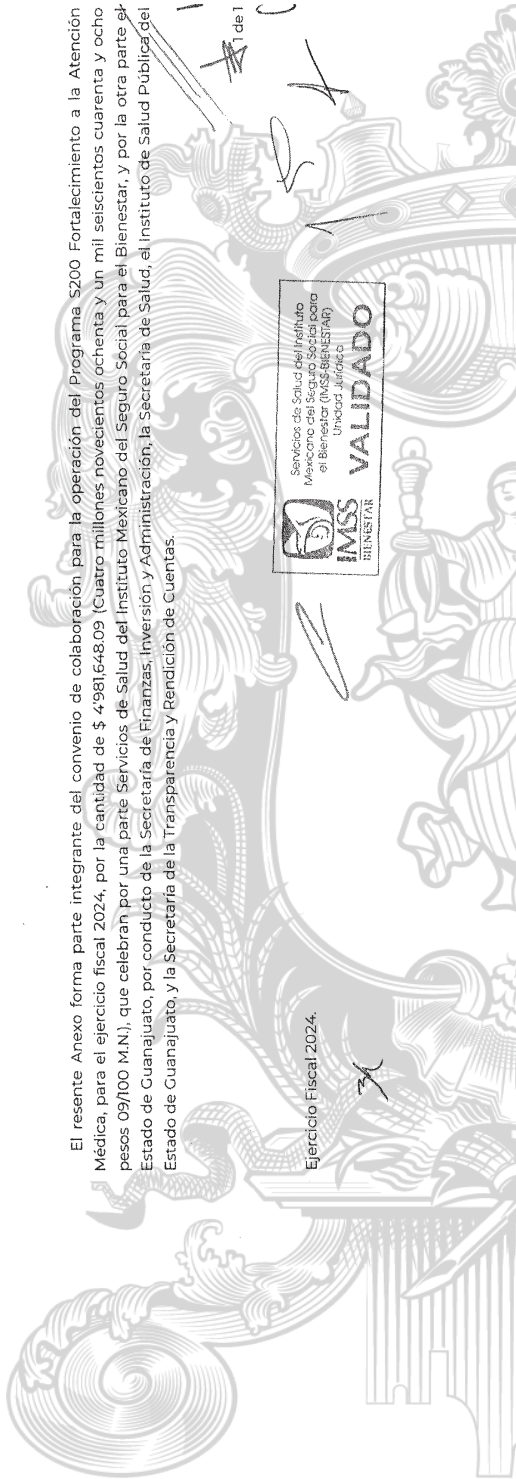 El resente Anexo forma parte integrante del convenio de colaboración para la operación del Programa S200 Fortalecimiento a la Atención
Médica, para el ejercicio fiscal 2024, por la cantidad de $ 4'981,648.09 (Cuatro millones novecientos ochenta y un mil seiscientos cuarenta y ocho
pesos 09/100 M.N.), que celebran por una parte Servicios de Salud del Instituto Mexicano del Seguro Social para el Bienestar, y por la otra parte el
Estado de Guanajuato, por conducto de la Secretaría de Finanzas, Inversión y Administración, la Secretaría de Salud, el Instituto de Salud Pública del
Estado de Guanajuato, y la Secretaría de la Transparencia y Rendición de Cuentas.
1 de 1
Servicios de Salud del Instituto
Mexicano del Seguro Social para
el Bienestar (IMSS-BIENESTAR)
Unidad Jurídica
IMSS
BIENESTAR
VALIDADO
Ejercicio Fiscal 2024.